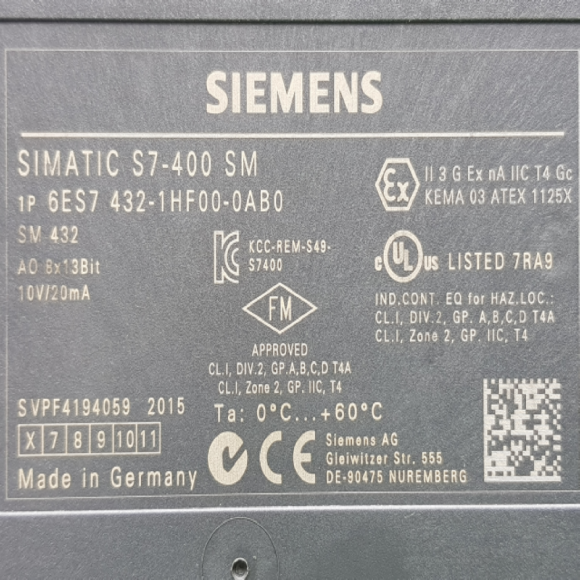 SIEMENS
SIMATIC S7-400 SM
1P 6ES7 432-1HF00-0AB0
SM 432
AO 8x13Bit
10V/20mA
KCC-REM-S49-
S7400
Ex II 3 G Ex nA IIC T4 Gc
KEMA 03 ATEX 1125X
c UL US LISTED 7RA9
IND.CONT. EQ for HAZ.LOC.:
CL.I, DIV.2, GP. A,B,C,D T4A
CL.I, Zone 2, GP. IIC, T4
FM
APPROVED
CL.I, DIV.2, GP.A,B,C,D T4A
CL.I, Zone 2, GP. IIC, T4
SVPF4194059 2015
X 7 8 9 10 11
Made in Germany
Ta: 0°C...+60°C
CE
Siemens AG
Gleiwitzer Str. 555
DE-90475 NUREMBERG